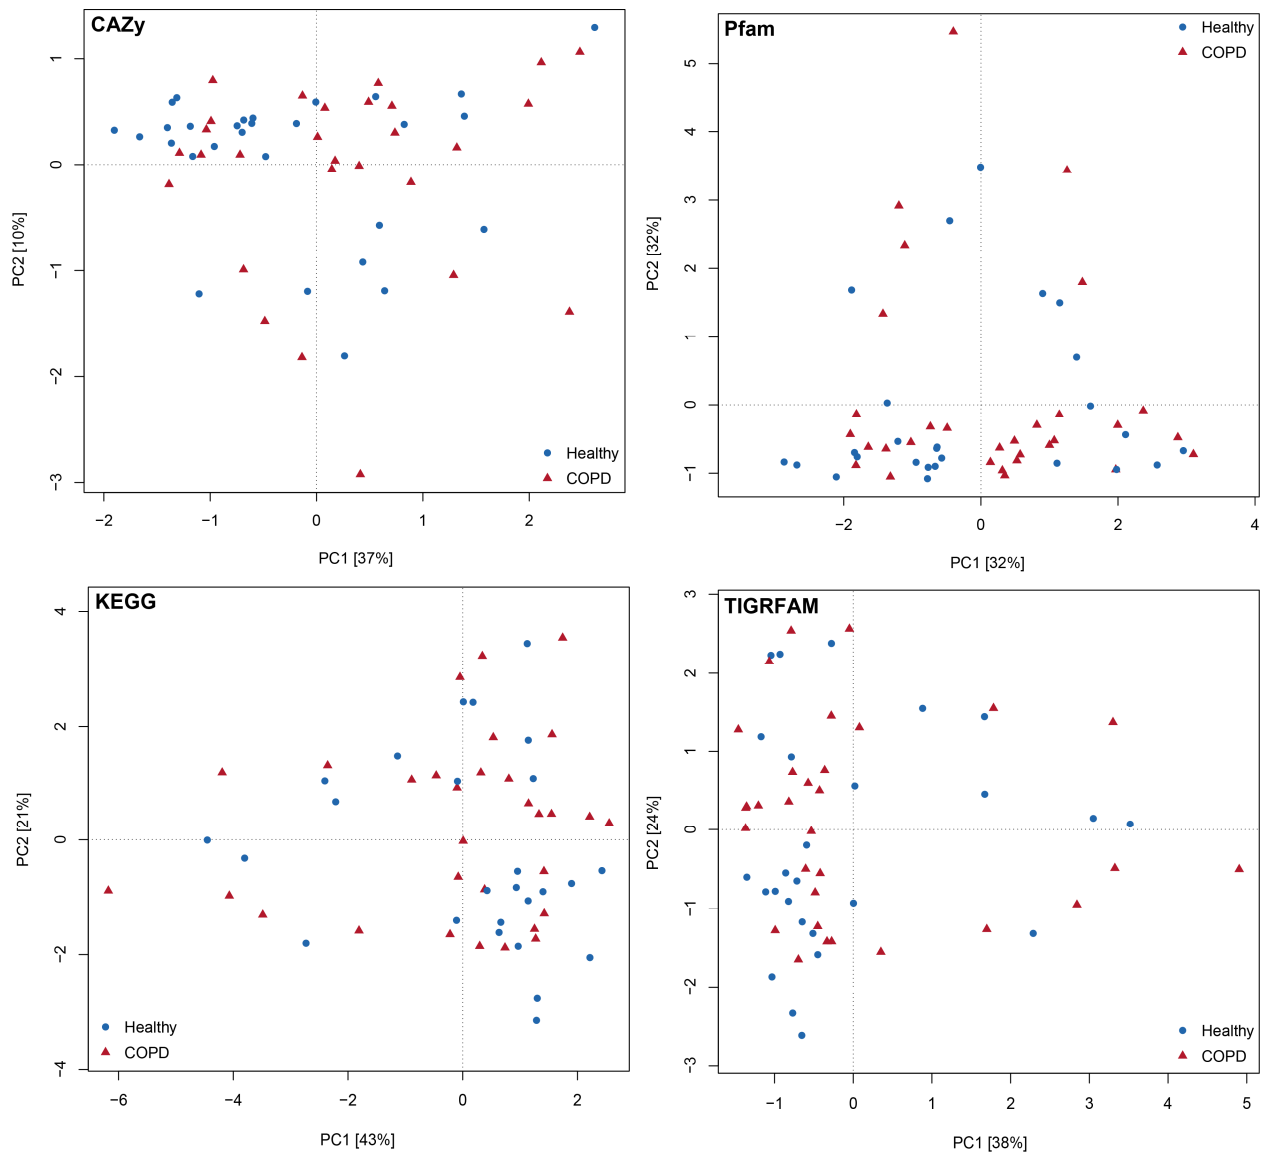 CAZy
1
0
−1
−2
−3
PC2 [10%]
Healthy
COPD
−2
−1
0
1
2
PC1 [37%]
Pfam
Healthy
COPD
5
4
3
2
1
0
−1
PC2 [32%]
−2
0
2
4
PC1 [32%]
KEGG
4
2
0
−2
−4
PC2 [21%]
Healthy
COPD
−6
−4
−2
0
2
PC1 [43%]
TIGRFAM
3
2
1
0
−1
−2
−3
PC2 [24%]
Healthy
COPD
−1
0
1
2
3
4
5
PC1 [38%]